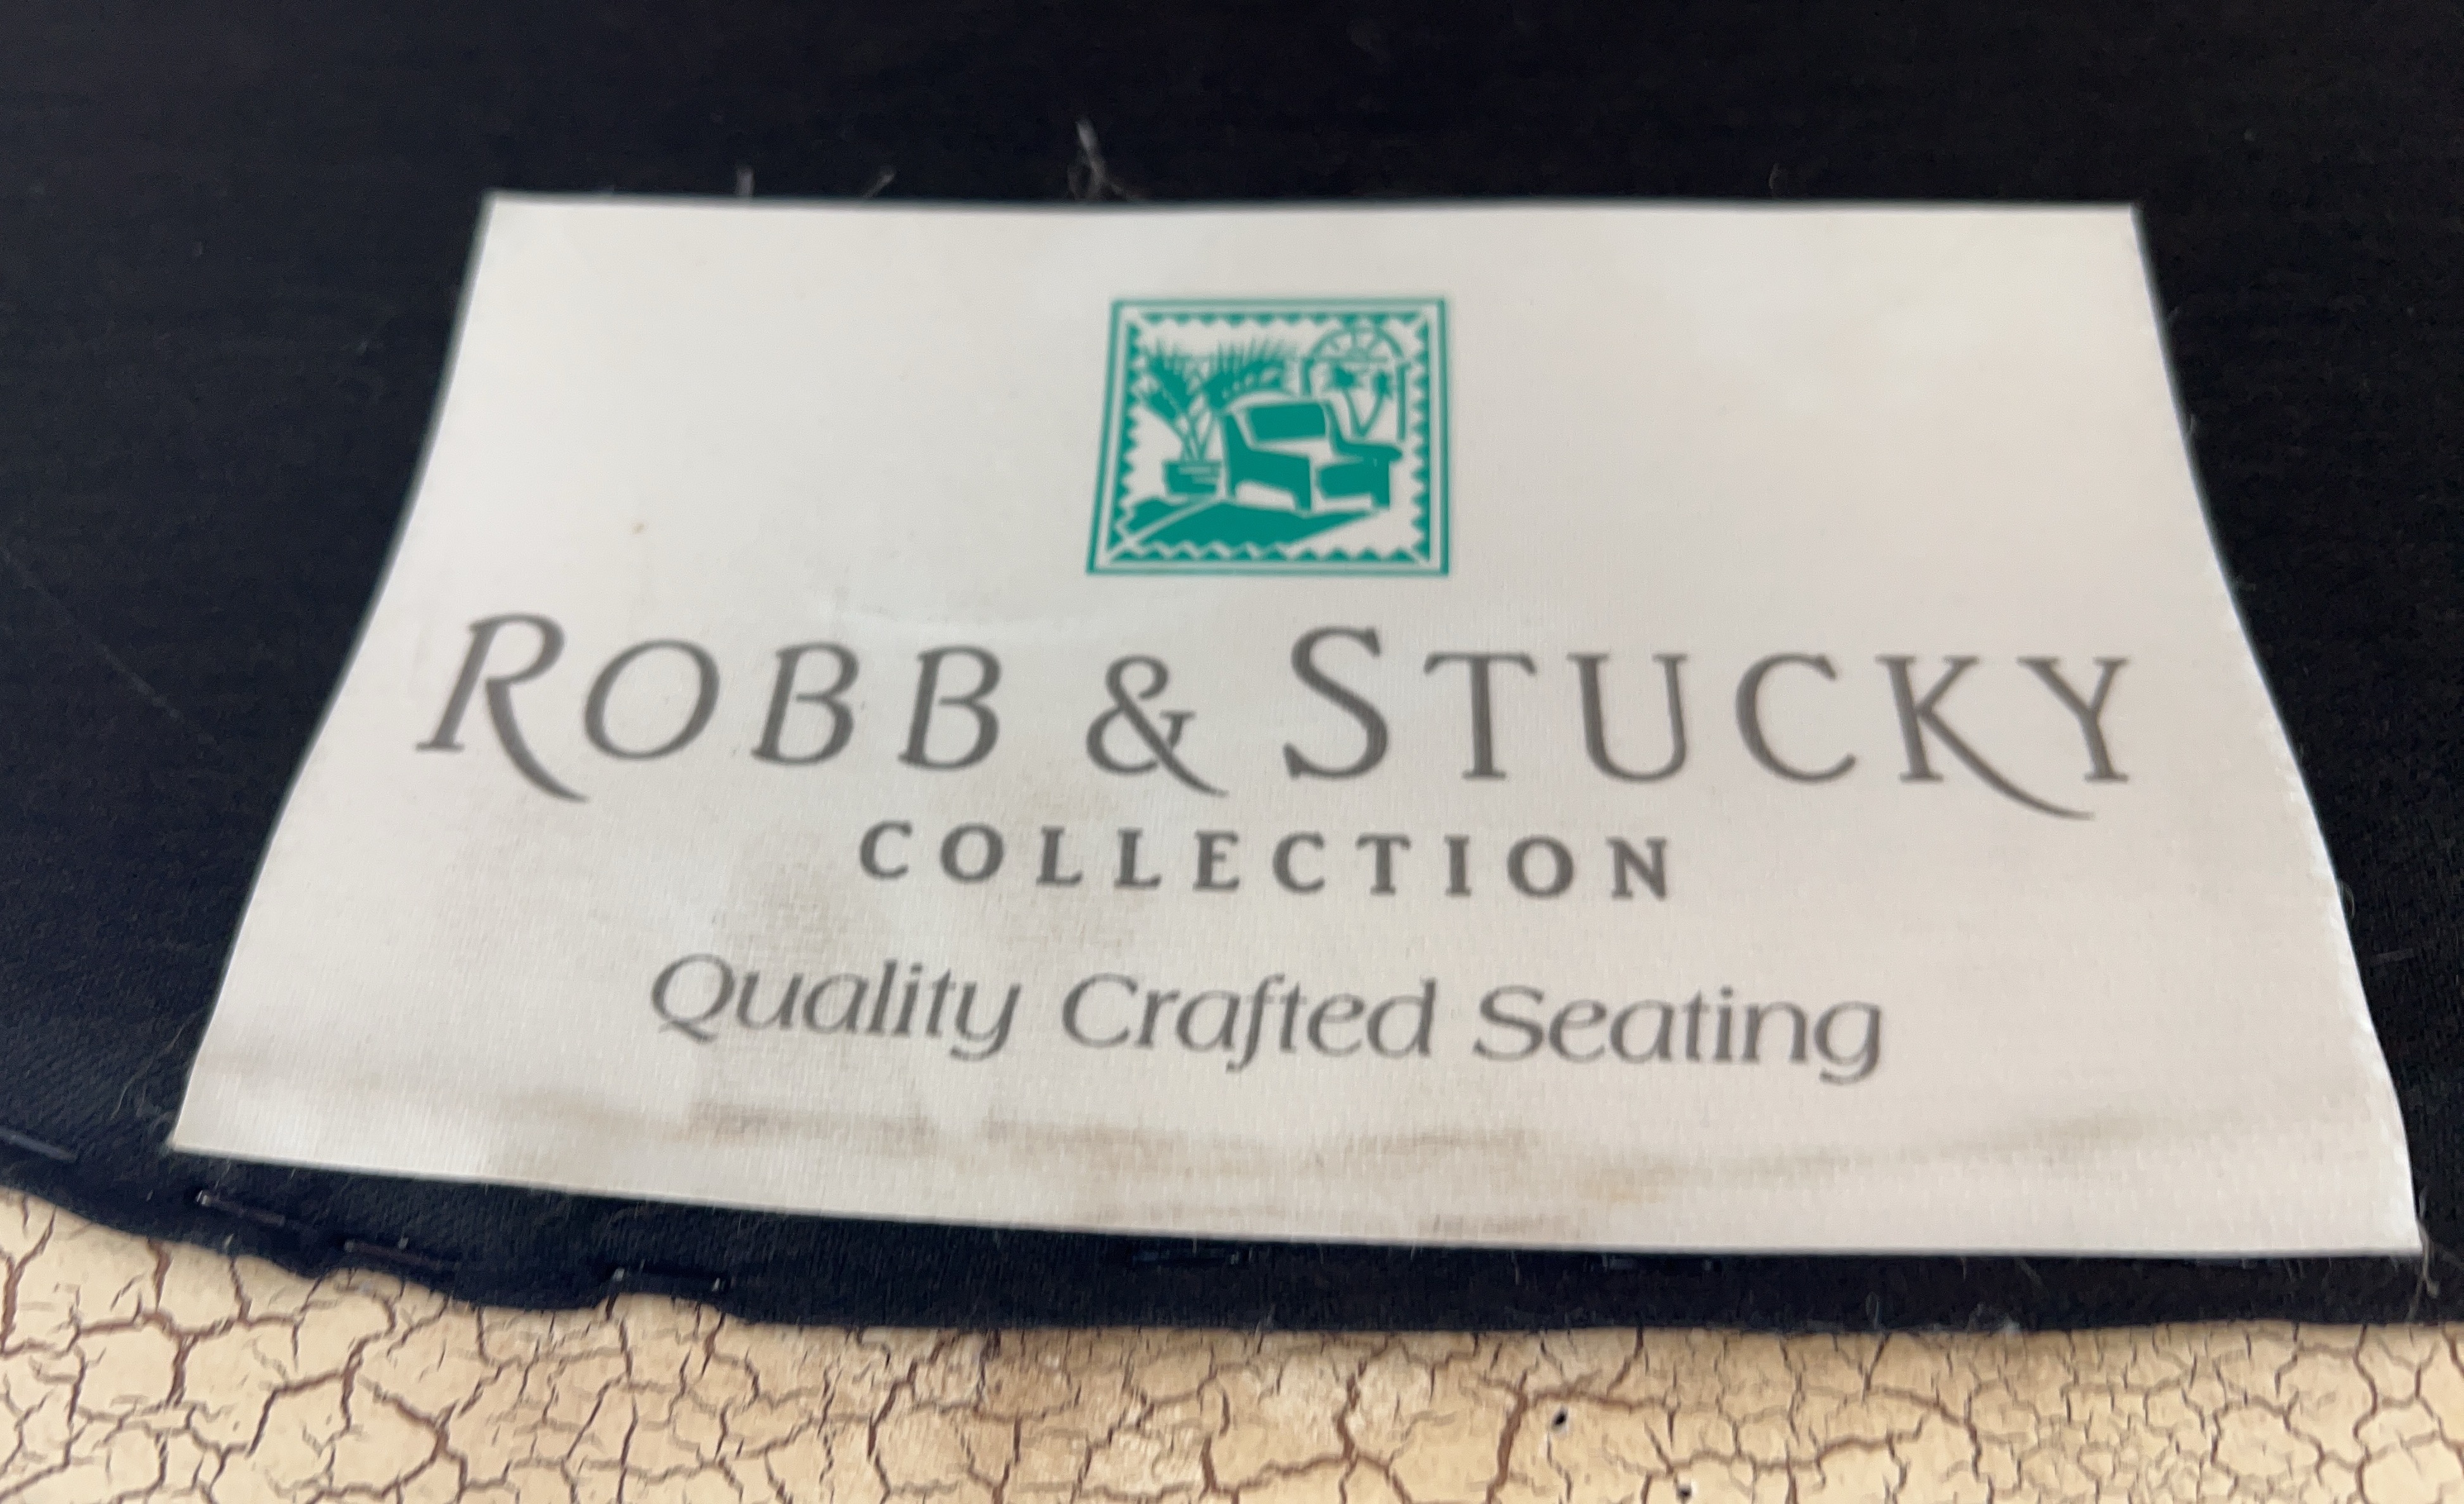 ROBB & STUCKY
COLLECTION
Quality Crafted Seating